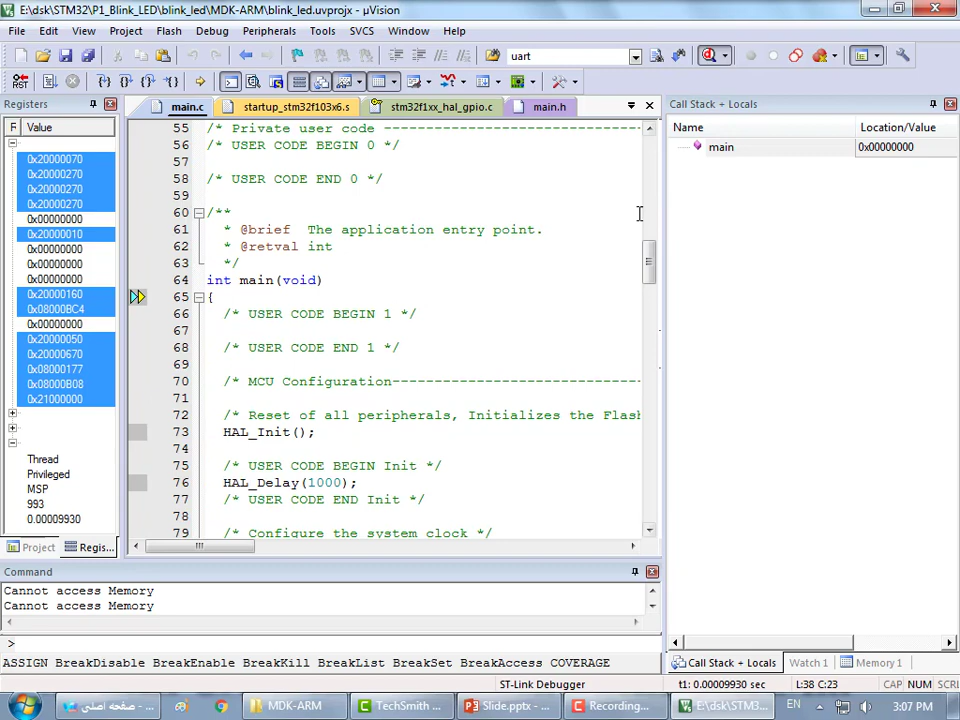 E:\dsk\STM32\P1_Blink_LED\blink_led\MDK-ARM\blink_led.uvprojx - µVision
File Edit View Project Flash Debug Peripherals Tools SVCS Window Help
uart
RST
Registers
F Value
0x20000070
0x20000270
0x20000270
0x20000270
0x00000000
0x20000010
0x00000000
0x00000000
0x00000000
0x20000160
0x08000BC4
0x00000000
0x20000050
0x20000670
0x08000177
0x08000B08
0x21000000
Thread
Privileged
MSP
993
0.00009930
Project Regis...
main.c startup_stm32f103x6.s stm32f1xx_hal_gpio.c main.h
55 /* Private user code ------------------------------
56 /* USER CODE BEGIN 0 */
57
58 /* USER CODE END 0 */
59
60 /**
61 * @brief The application entry point.
62 * @retval int
63 */
64 int main(void)
65 {
66 /* USER CODE BEGIN 1 */
67
68 /* USER CODE END 1 */
69
70 /* MCU Configuration------------------------------
71
72 /* Reset of all peripherals, Initializes the Flash
73 HAL_Init();
74
75 /* USER CODE BEGIN Init */
76 HAL_Delay(1000);
77 /* USER CODE END Init */
78
79 /* Configure the system clock */
Call Stack + Locals
Name Location/Value
main 0x00000000
Command
Cannot access Memory
Cannot access Memory
>
ASSIGN BreakDisable BreakEnable BreakKill BreakList BreakSet BreakAccess COVERAGE
Call Stack + Locals Watch 1 Memory 1
ST-Link Debugger t1: 0.00009930 sec L:38 C:23 CAP NUM SCRL
صفحه اصلی - ... MDK-ARM TechSmith ... Slide.pptx - ... Recording... E:\dsk\STM3... EN 3:07 PM